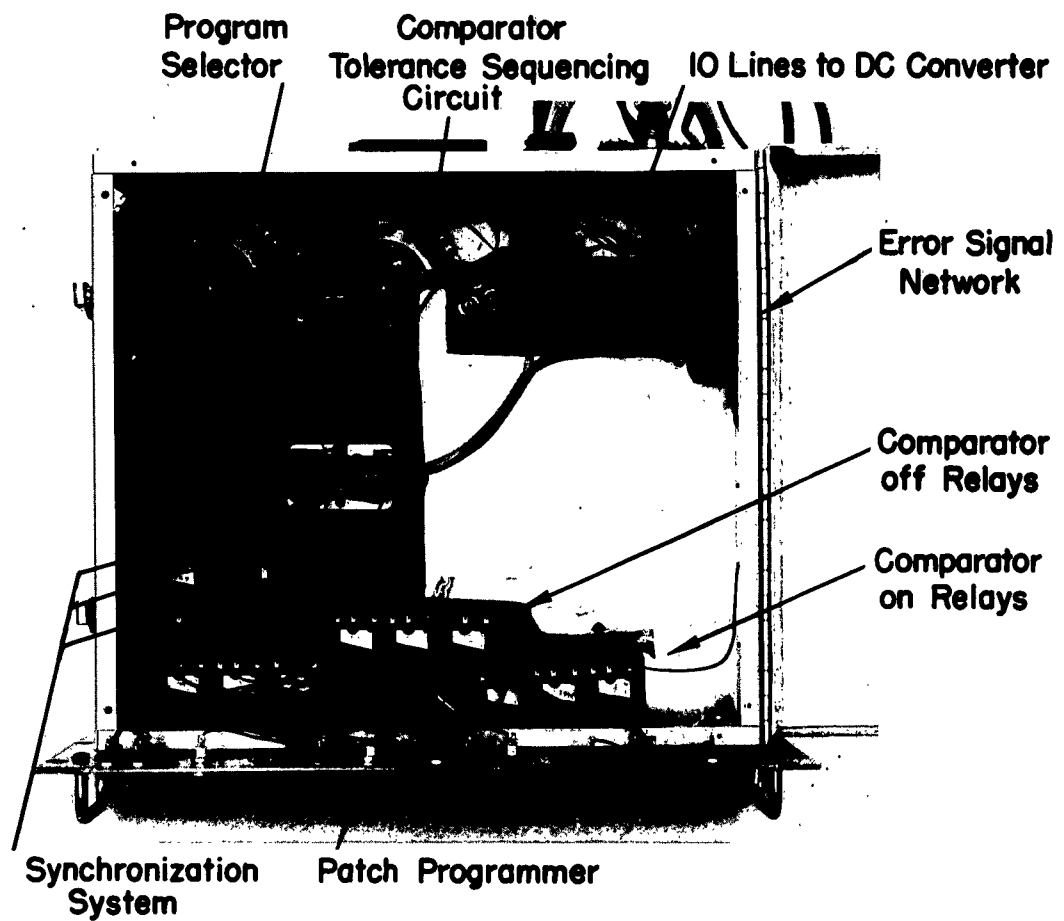 Program
Selector
Comparator
Tolerance Sequencing
Circuit
10 Lines to DC Converter
Error Signal
Network
Comparator
off Relays
Comparator
on Relays
Synchronization
System
Patch Programmer